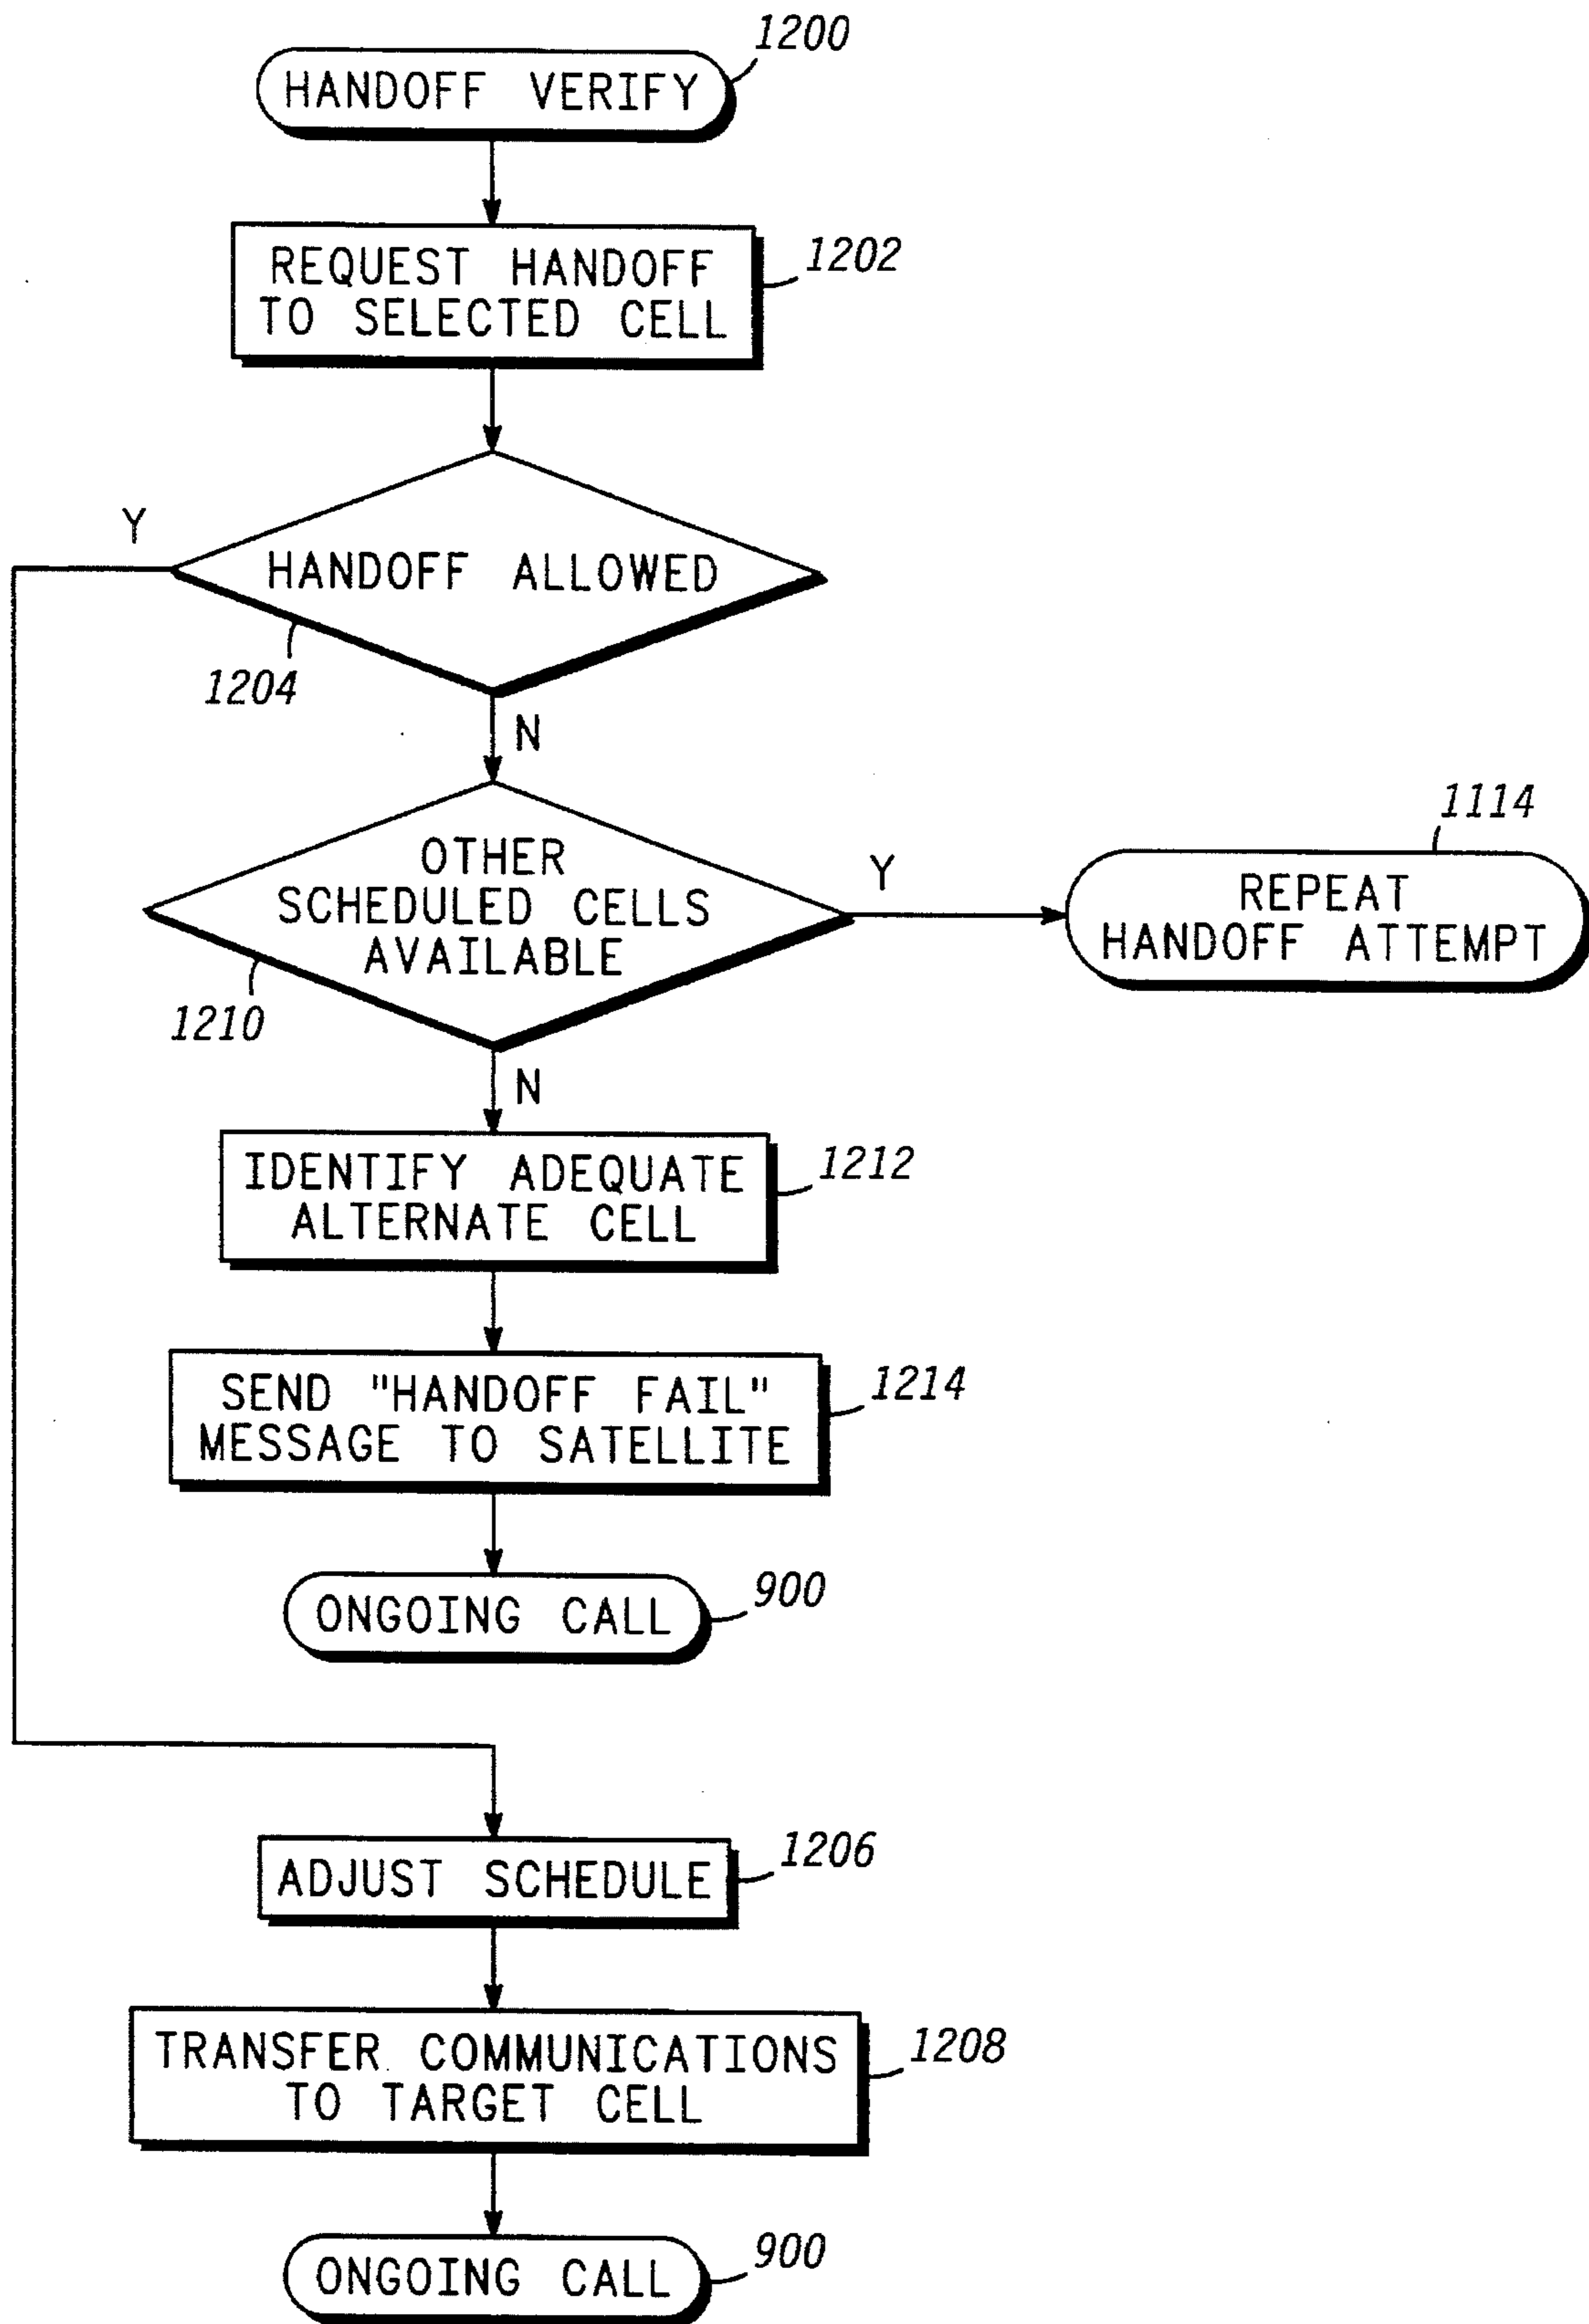 1200
HANDOFF VERIFY
REQUEST HANDOFF
TO SELECTED CELL
1202
Y
HANDOFF ALLOWED
1204
N
OTHER
SCHEDULED CELLS
AVAILABLE
1210
Y
1114
REPEAT
HANDOFF ATTEMPT
N
IDENTIFY ADEQUATE
ALTERNATE CELL
1212
SEND "HANDOFF FAIL"
MESSAGE TO SATELLITE
1214
ONGOING CALL
900
ADJUST SCHEDULE
1206
TRANSFER COMMUNICATIONS
TO TARGET CELL
1208
ONGOING CALL
900